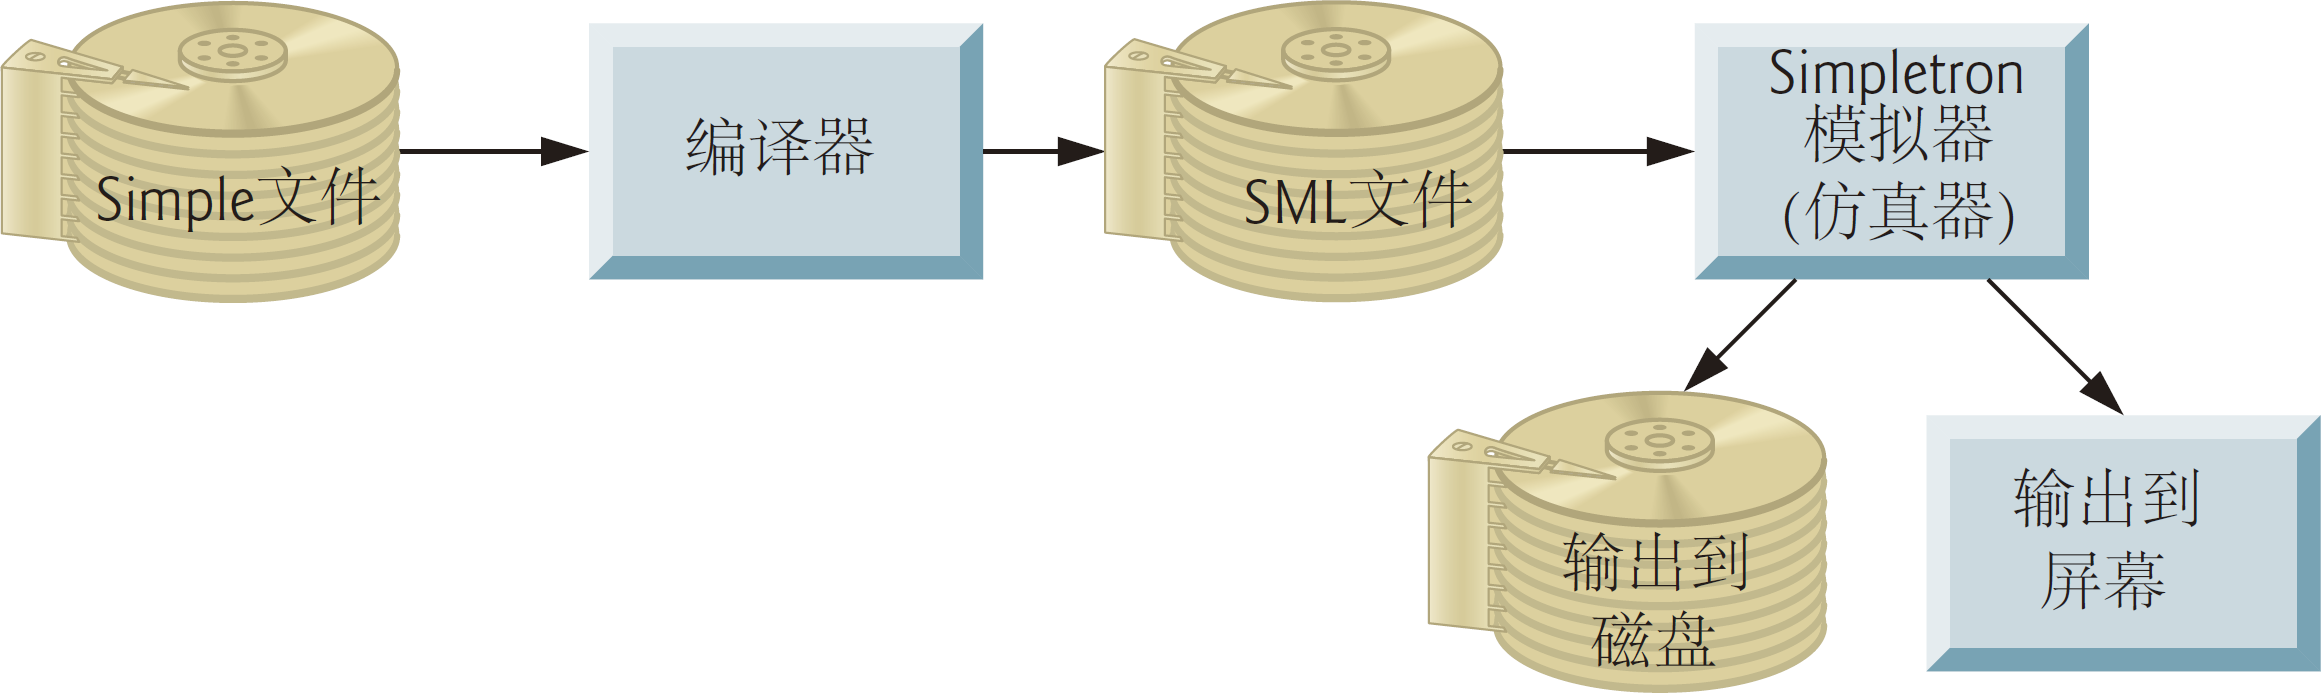 Simple文件
编译器
SML文件
Simpletron
模拟器
(仿真器)
输出到
磁盘
输出到
屏幕